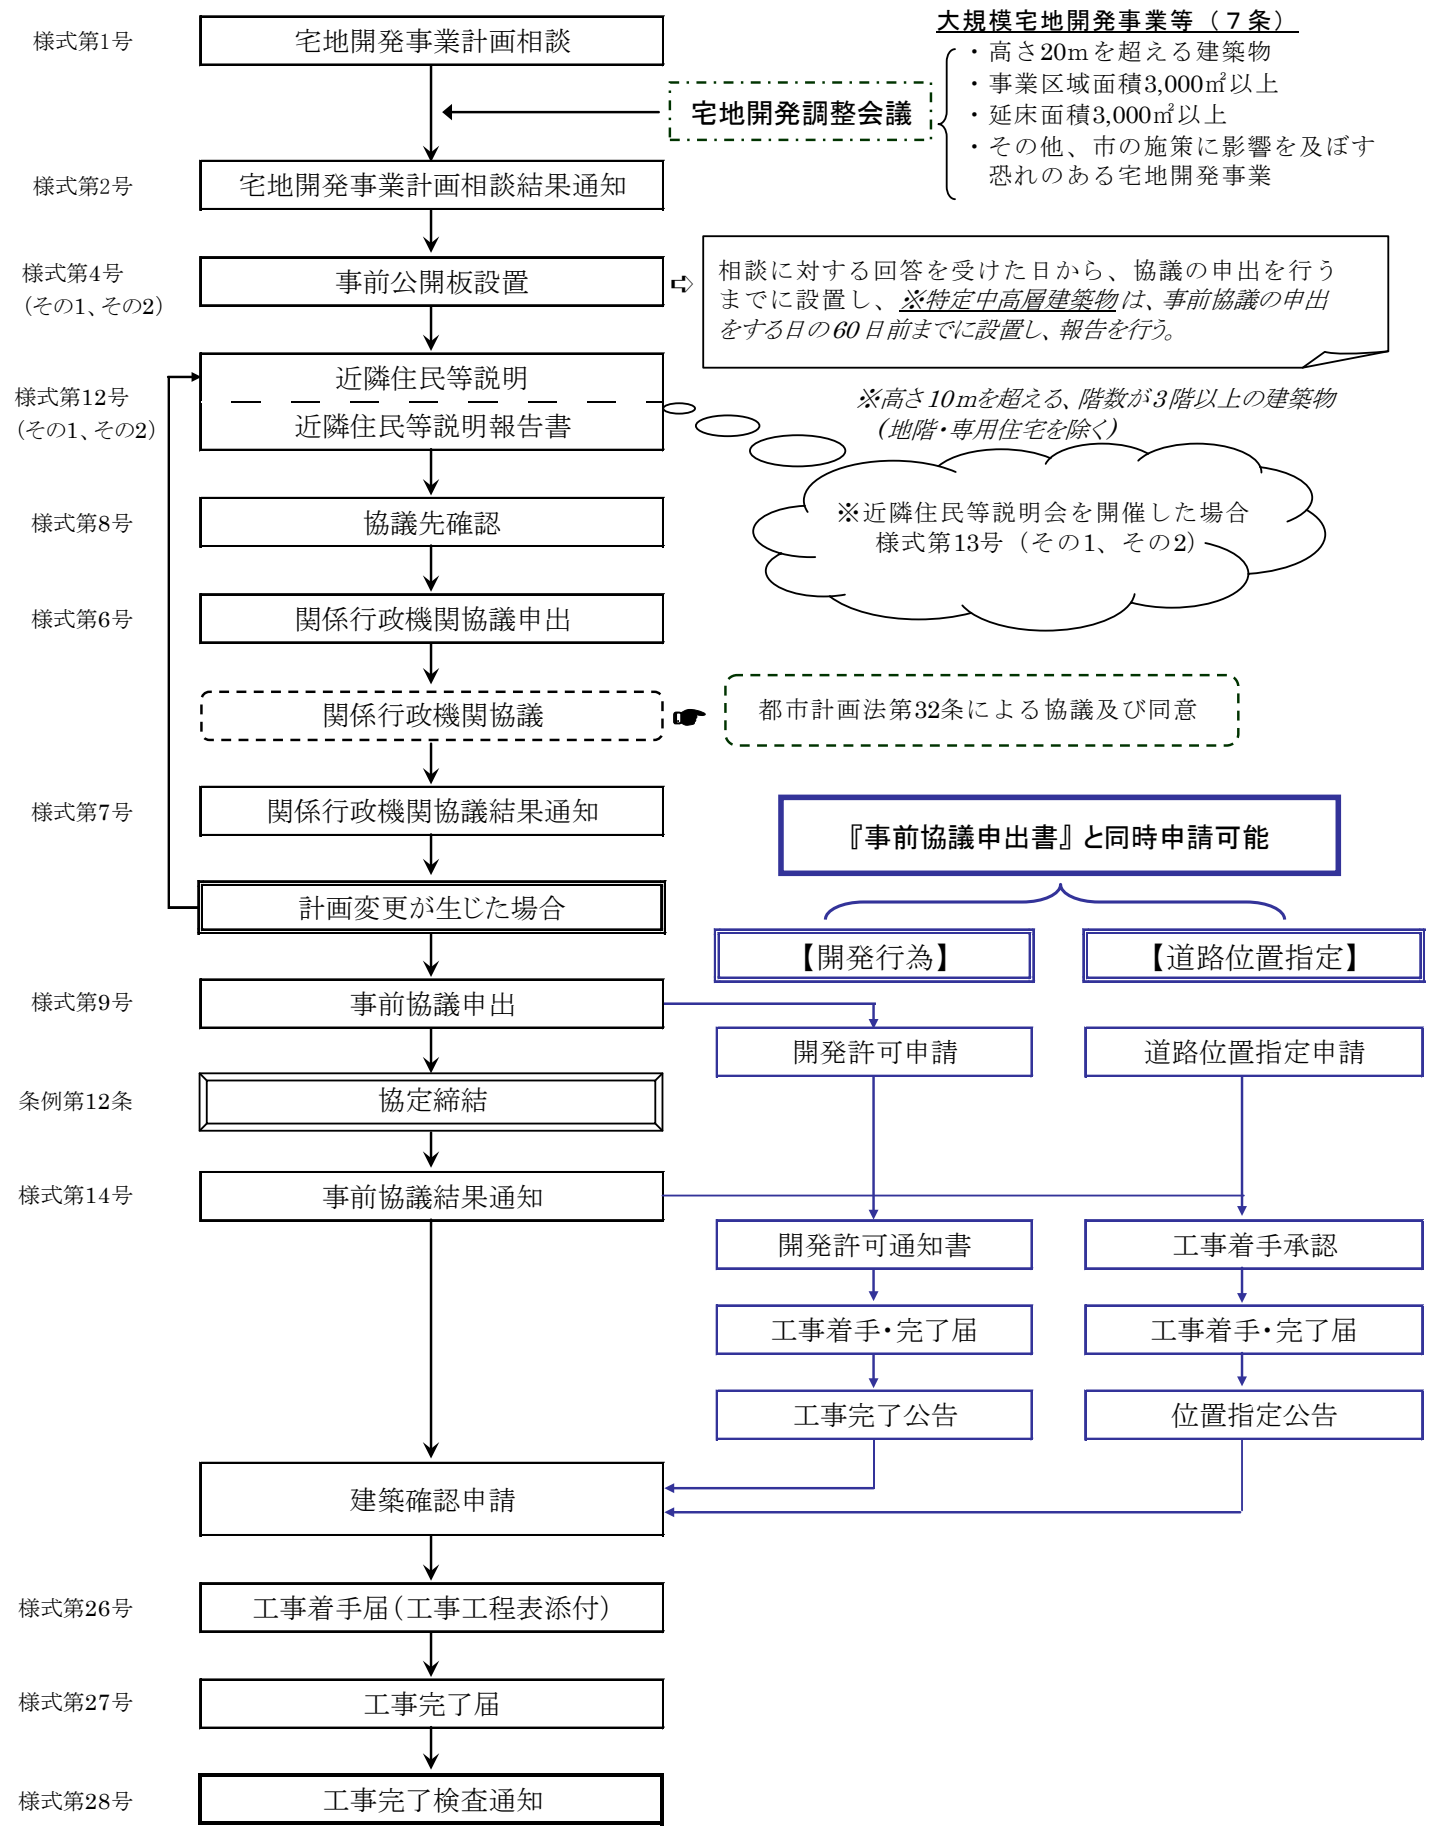 様式第1号
宅地開発事業計画相談
大規模宅地開発事業等（７条）
・高さ20ｍを超える建築物
・事業区域面積3,000㎡以上
・延床面積3,000㎡以上
・その他、市の施策に影響を及ぼす
恐れのある宅地開発事業
宅地開発調整会議
様式第2号
宅地開発事業計画相談結果通知
様式第4号
（その1、その2）
事前公開板設置
相談に対する回答を受けた日から、協議の申出を行う
までに設置し、※特定中高層建築物は、事前協議の申出
をする日の60日前までに設置し、報告を行う。
様式第12号
（その1、その2）
近隣住民等説明
近隣住民等説明報告書
※高さ10ｍを超える、階数が3階以上の建築物
（地階・専用住宅を除く）
※近隣住民等説明会を開催した場合
様式第13号（その1、その2）
様式第8号
協議先確認
様式第6号
関係行政機関協議申出
関係行政機関協議
都市計画法第32条による協議及び同意
様式第7号
関係行政機関協議結果通知
『事前協議申出書』と同時申請可能
計画変更が生じた場合
【開発行為】
【道路位置指定】
様式第9号
事前協議申出
開発許可申請
道路位置指定申請
条例第12条
協定締結
様式第14号
事前協議結果通知
開発許可通知書
工事着手承認
工事着手・完了届
工事着手・完了届
工事完了公告
位置指定公告
建築確認申請
様式第26号
工事着手届（工事工程表添付）
様式第27号
工事完了届
様式第28号
工事完了検査通知